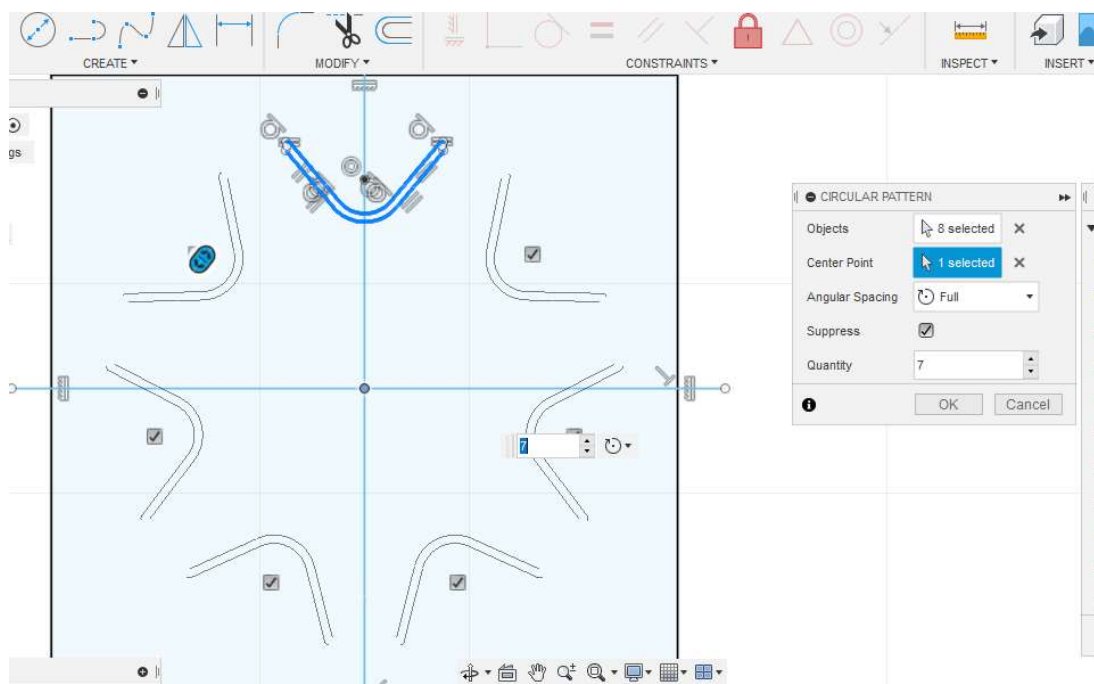 CREATE ▾
MODIFY ▾
CONSTRAINTS ▾
INSPECT ▾
INSERT ▾
gs
CIRCULAR PATTERN
Objects 8 selected
Center Point 1 selected
Angular Spacing Full
Suppress
Quantity 7
OK Cancel
7